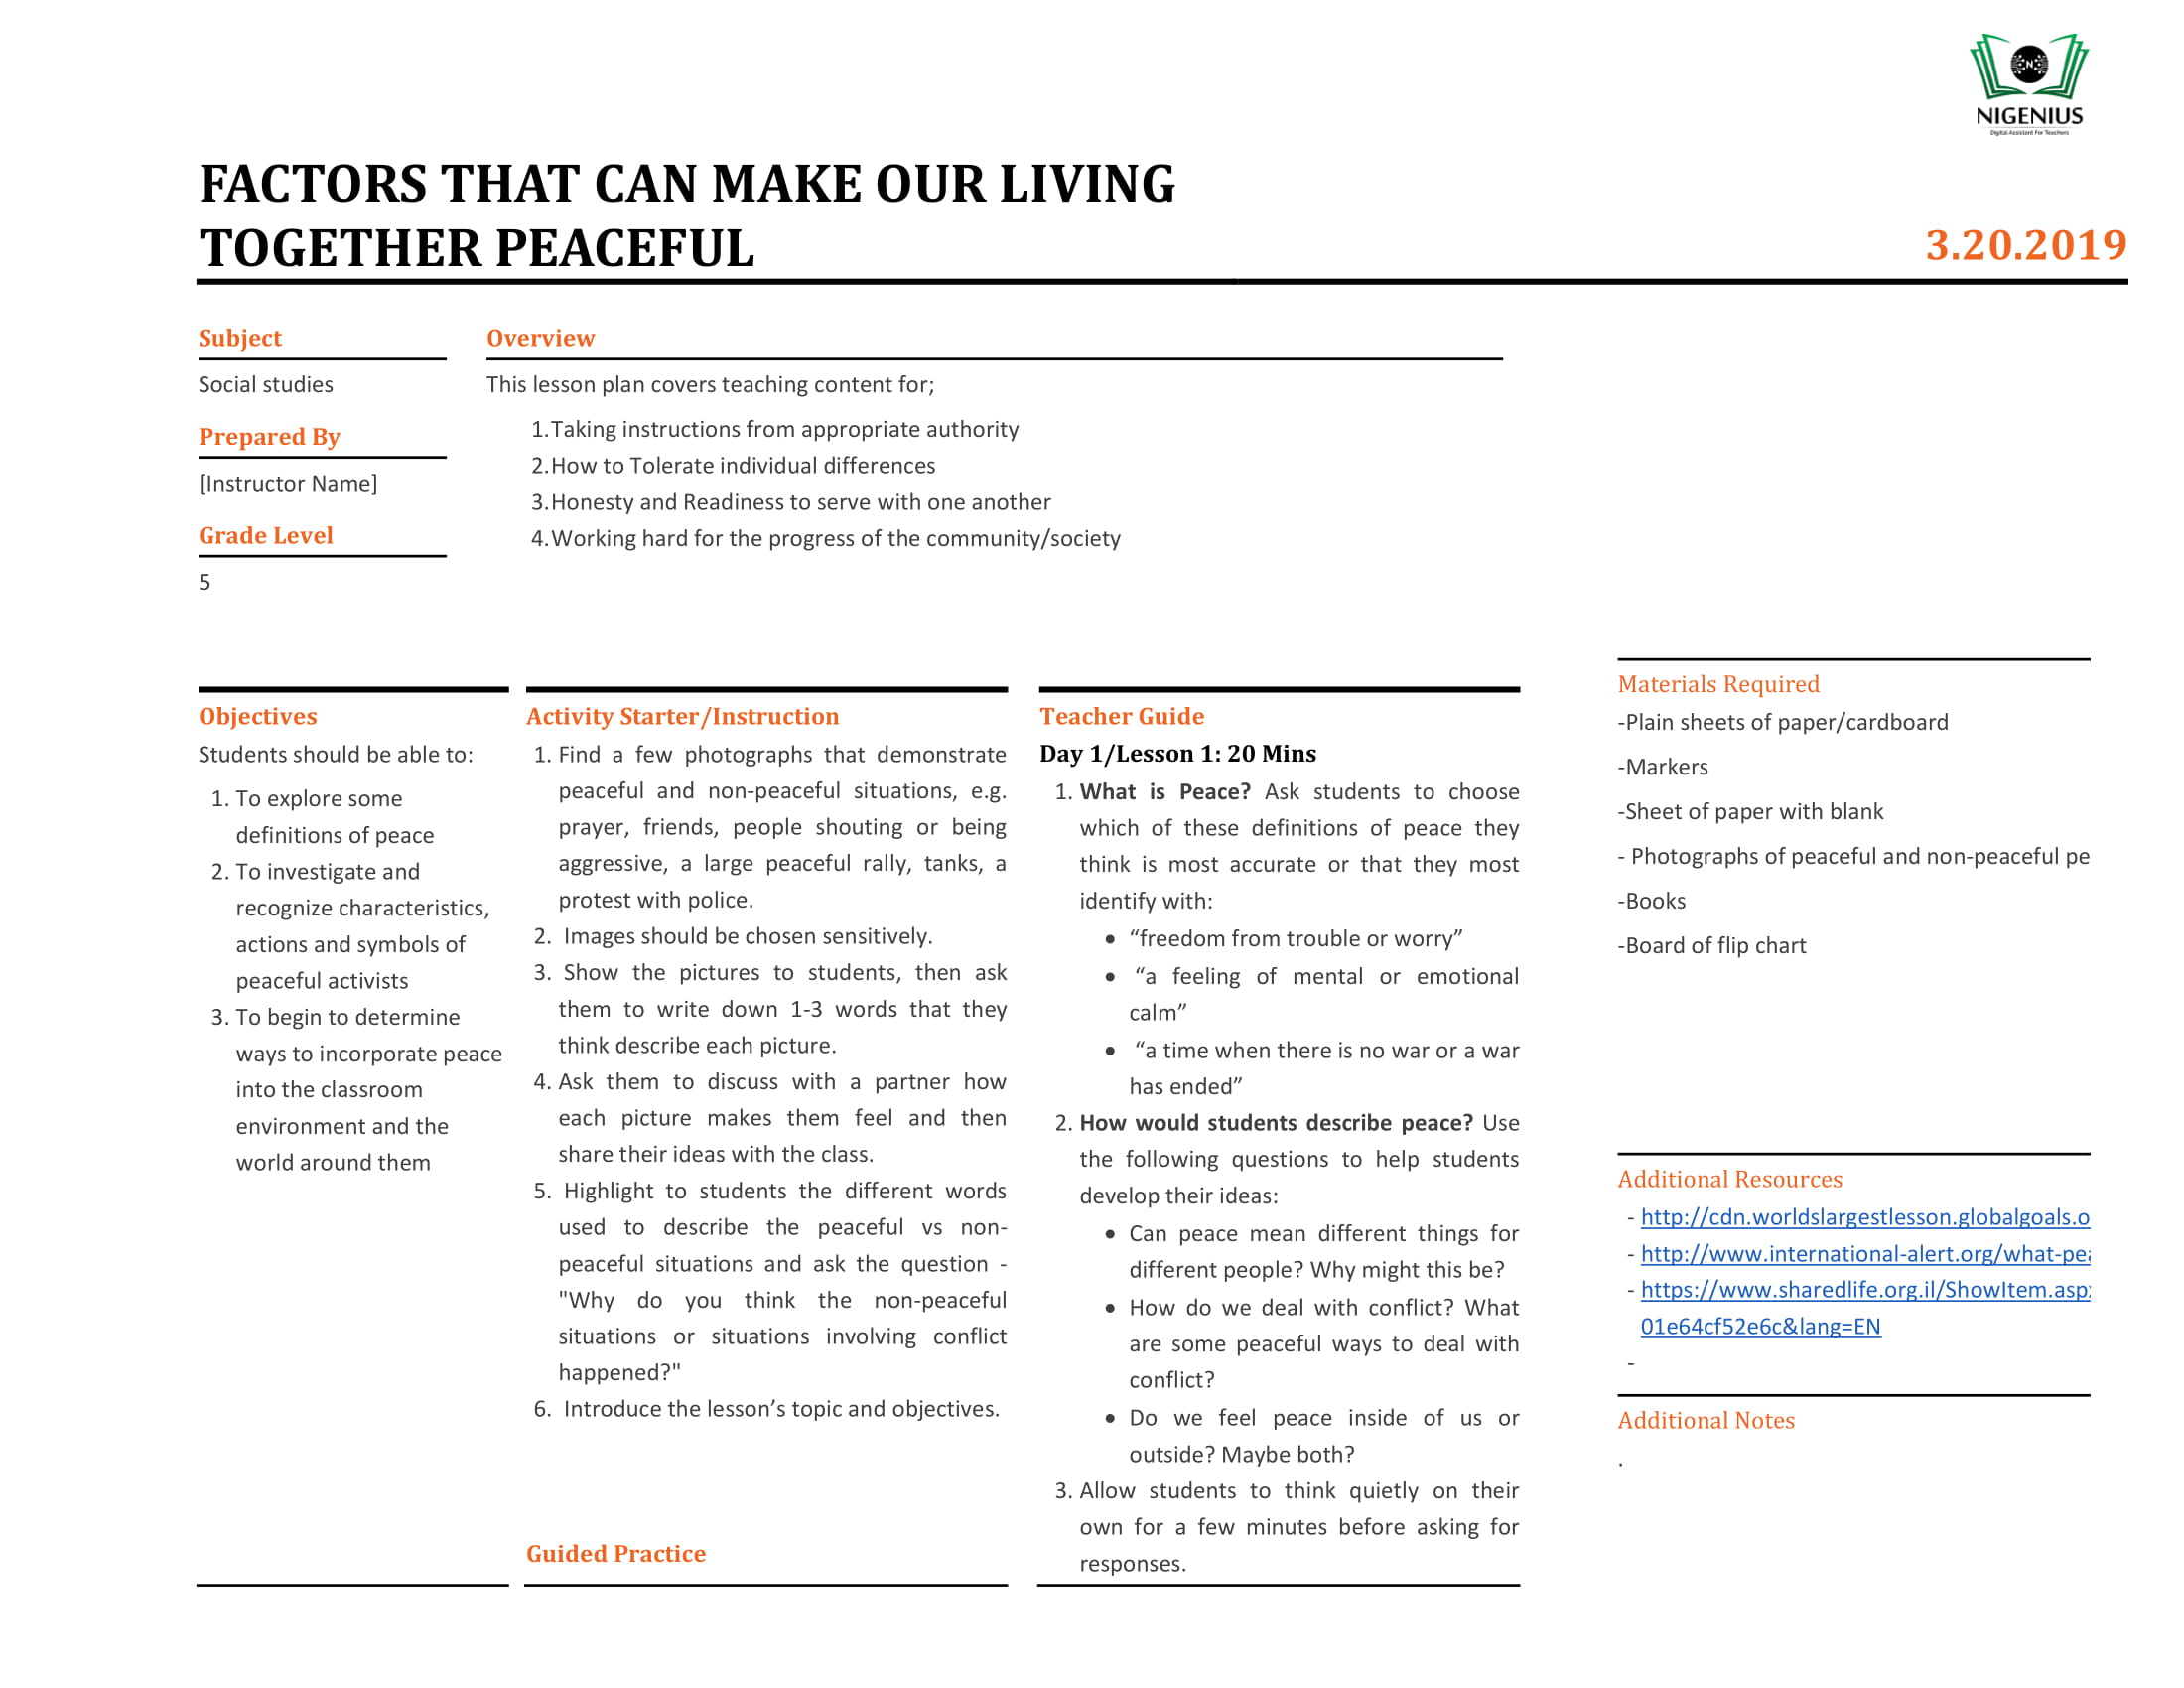 NIGENIUS
Digital Assistant For Teachers
FACTORS THAT CAN MAKE OUR LIVING
TOGETHER PEACEFUL
3.20.2019
Subject
Social studies
Prepared By
[Instructor Name]
Grade Level
5
Overview
This lesson plan covers teaching content for;
1.Taking instructions from appropriate authority
2.How to Tolerate individual differences
3.Honesty and Readiness to serve with one another
4.Working hard for the progress of the community/society
Objectives
Students should be able to:
1. To explore some
definitions of peace
2. To investigate and
recognize characteristics,
actions and symbols of
peaceful activists
3. To begin to determine
ways to incorporate peace
into the classroom
environment and the
world around them
Activity Starter/Instruction
1. Find a few photographs that demonstrate
peaceful and non-peaceful situations, e.g.
prayer, friends, people shouting or being
aggressive, a large peaceful rally, tanks, a
protest with police.
2. Images should be chosen sensitively.
3. Show the pictures to students, then ask
them to write down 1-3 words that they
think describe each picture.
4. Ask them to discuss with a partner how
each picture makes them feel and then
share their ideas with the class.
5. Highlight to students the different words
used to describe the peaceful vs non-
peaceful situations and ask the question -
"Why do you think the non-peaceful
situations or situations involving conflict
happened?"
6. Introduce the lesson’s topic and objectives.
Guided Practice
Teacher Guide
Day 1/Lesson 1: 20 Mins
1. What is Peace? Ask students to choose
which of these definitions of peace they
think is most accurate or that they most
identify with:
• “freedom from trouble or worry”
• “a feeling of mental or emotional
calm”
• “a time when there is no war or a war
has ended”
2. How would students describe peace? Use
the following questions to help students
develop their ideas:
• Can peace mean different things for
different people? Why might this be?
• How do we deal with conflict? What
are some peaceful ways to deal with
conflict?
• Do we feel peace inside of us or
outside? Maybe both?
3. Allow students to think quietly on their
own for a few minutes before asking for
responses.
Materials Required
-Plain sheets of paper/cardboard
-Markers
-Sheet of paper with blank
- Photographs of peaceful and non-peaceful pe
-Books
-Board of flip chart
Additional Resources
- http://cdn.worldslargestlesson.globalgoals.o
- http://www.international-alert.org/what-pea
- https://www.sharedlife.org.il/ShowItem.asp
01e64cf52e6c&lang=EN
-
Additional Notes
.